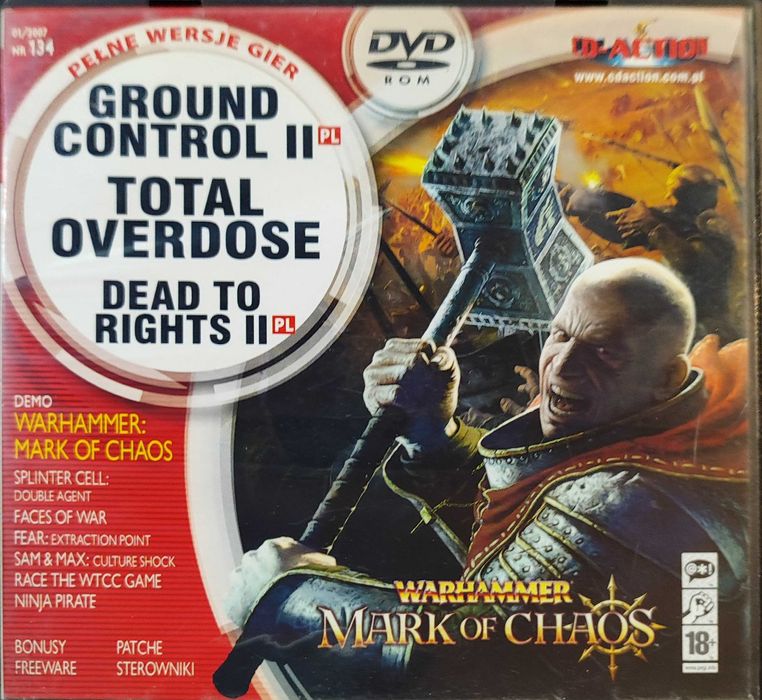 01/2007
NR 134
PEŁNE WERSJE GIER
GROUND
CONTROL II PL
TOTAL
OVERDOSE
DEAD TO
RIGHTS II PL
DVD
ROM
CD-ACTION
www.cdaction.com.pl
DEMO
WARHAMMER:
MARK OF CHAOS
SPLINTER CELL:
DOUBLE AGENT
FACES OF WAR
FEAR: EXTRACTION POINT
SAM & MAX: CULTURE SHOCK
RACE THE WTCC GAME
NINJA PIRATE
BONUSY PATCHE
FREEWARE STEROWNIKI
WARHAMMER
MARK OF CHAOS
@*!
18+
www.pegi.info